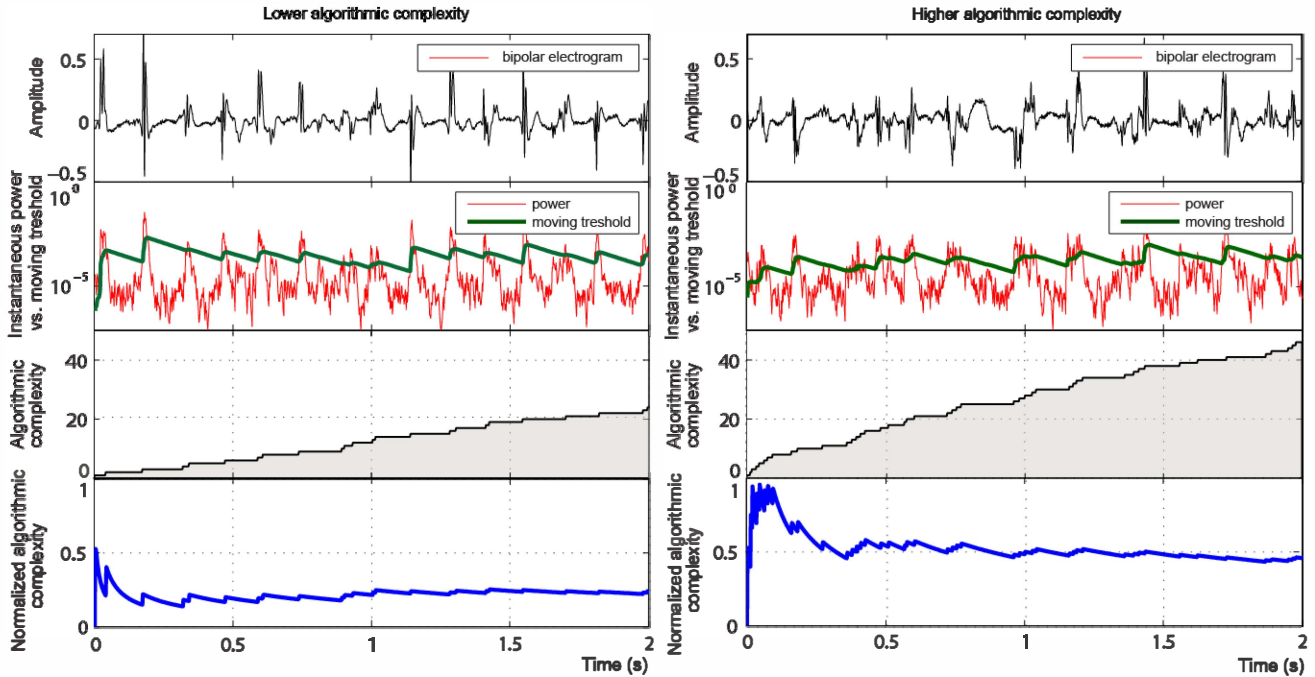 Lower algorithmic complexity
Amplitude
0.5
0
−0.5
bipolar electrogram
Instantaneous power
vs. moving treshold
10⁰
10⁻⁵
power
moving treshold
Algorithmic
complexity
40
20
0
Normalized algorithmic
complexity
1
0.5
0
0 0.5 1 1.5 2
Time (s)
Higher algorithmic complexity
Amplitude
0.5
0
−0.5
bipolar electrogram
Instantaneous power
vs. moving treshold
10⁰
10⁻⁵
power
moving treshold
Algorithmic
complexity
40
20
0
Normalized algorithmic
complexity
1
0.5
0
0 0.5 1 1.5 2
Time (s)